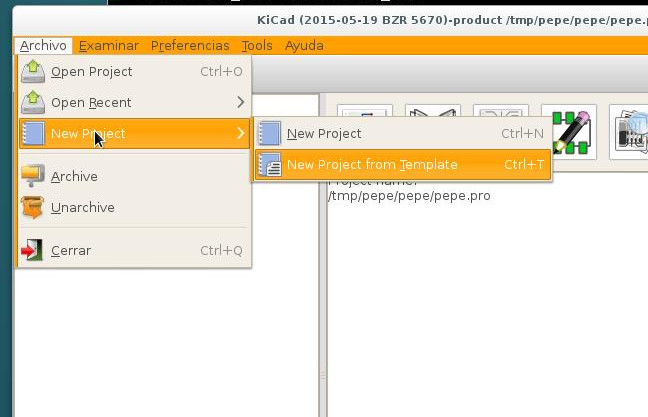 KiCad (2015-05-19 BZR 5670)-product /tmp/pepe/pepe/pepe.p
Archivo Examinar Preferencias Tools Ayuda
Open Project Ctrl+O
Open Recent
New Project
New Project Ctrl+N
New Project from Template Ctrl+T
Archive
Project name:
/tmp/pepe/pepe/pepe.pro
Unarchive
Cerrar Ctrl+Q